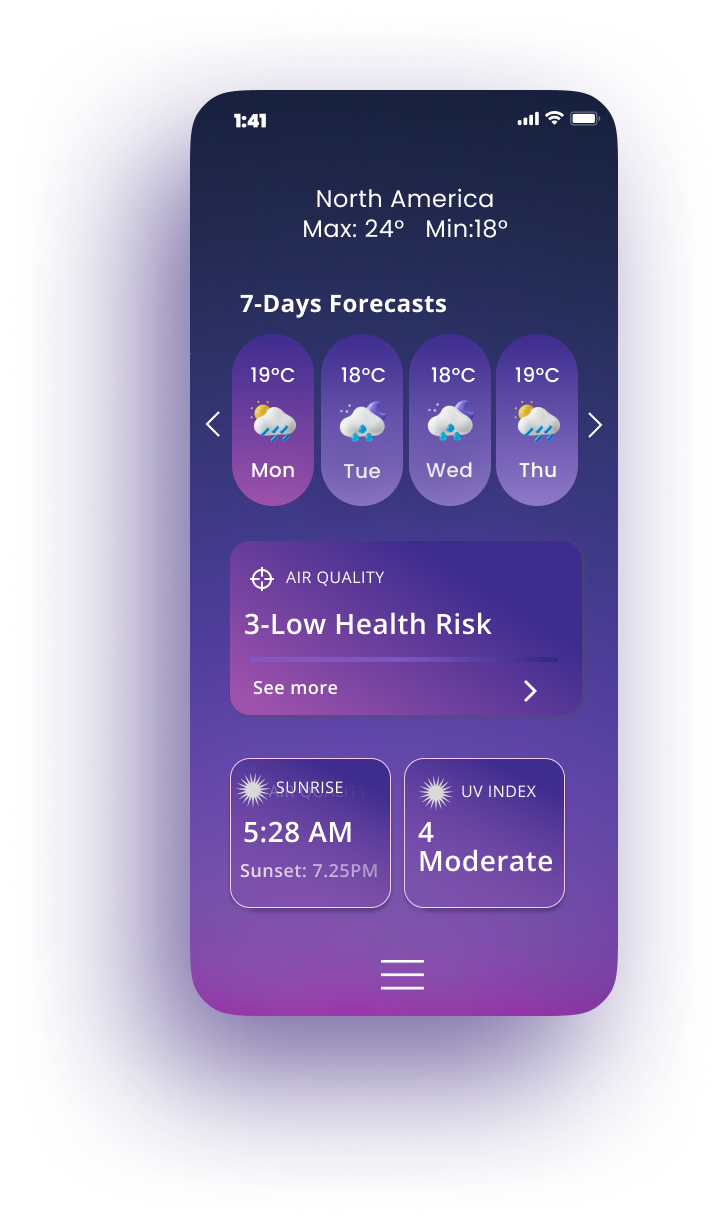 1:41
North America
Max: 24° Min:18°
7-Days Forecasts
19°C 18°C 18°C 19°C
Mon Tue Wed Thu
AIR QUALITY
3-Low Health Risk
See more
SUNRISE
AIR QUALITY
5:28 AM
Sunset: 7.25PM
UV INDEX
4
Moderate